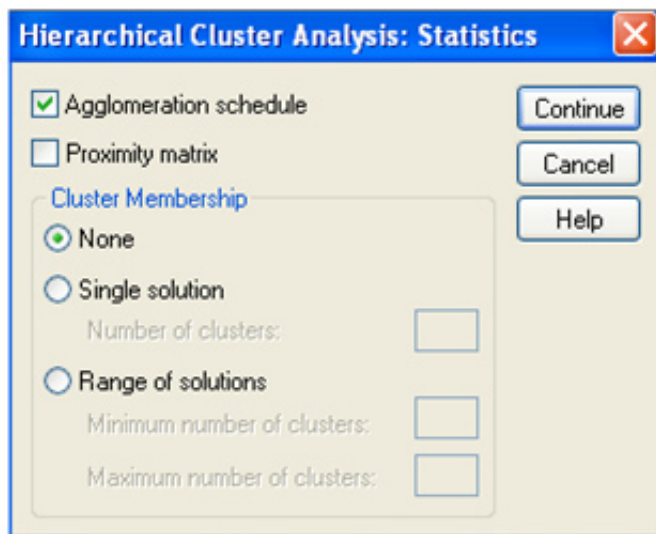 Hierarchical Cluster Analysis: Statistics
Agglomeration schedule
Proximity matrix
Cluster Membership
None
Single solution
Number of clusters:
Range of solutions
Minimum number of clusters:
Maximum number of clusters:
Continue
Cancel
Help